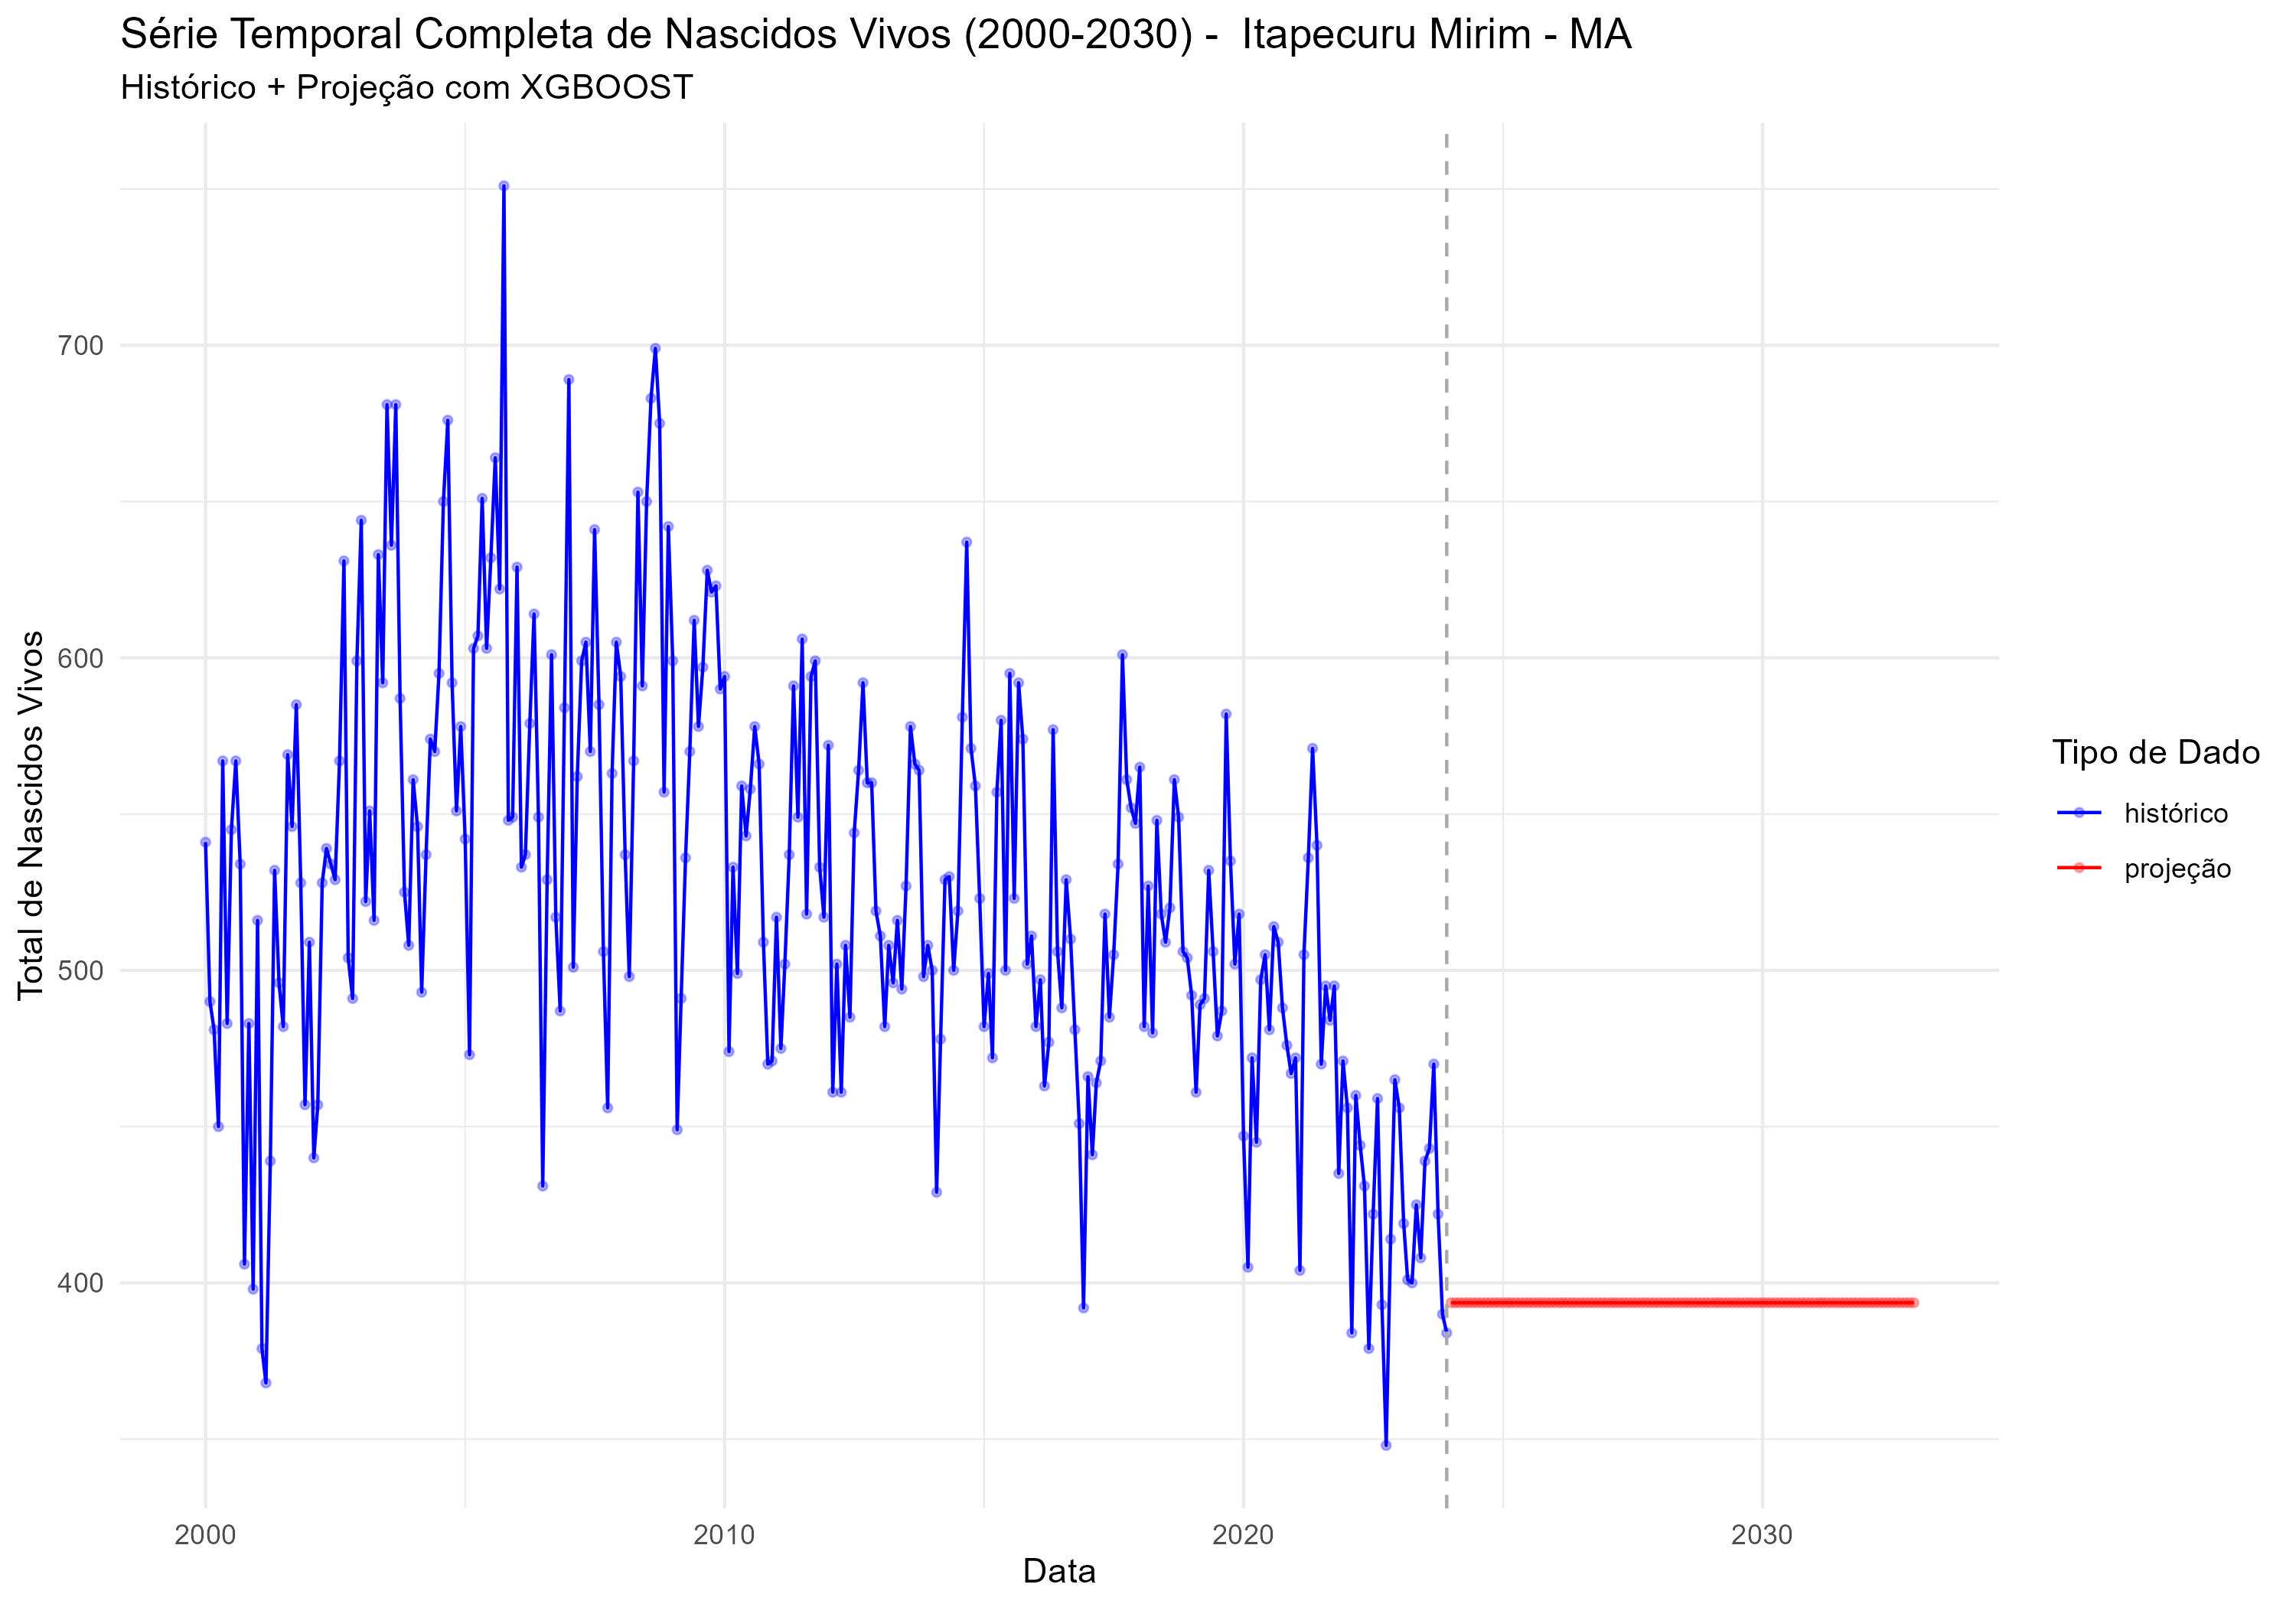 Série Temporal Completa de Nascidos Vivos (2000-2030) -  Itapecuru Mirim - MA
Histórico + Projeção com XGBOOST
Total de Nascidos Vivos
700
600
500
400
2000
2010
2020
2030
Data
Tipo de Dado
histórico
projeção